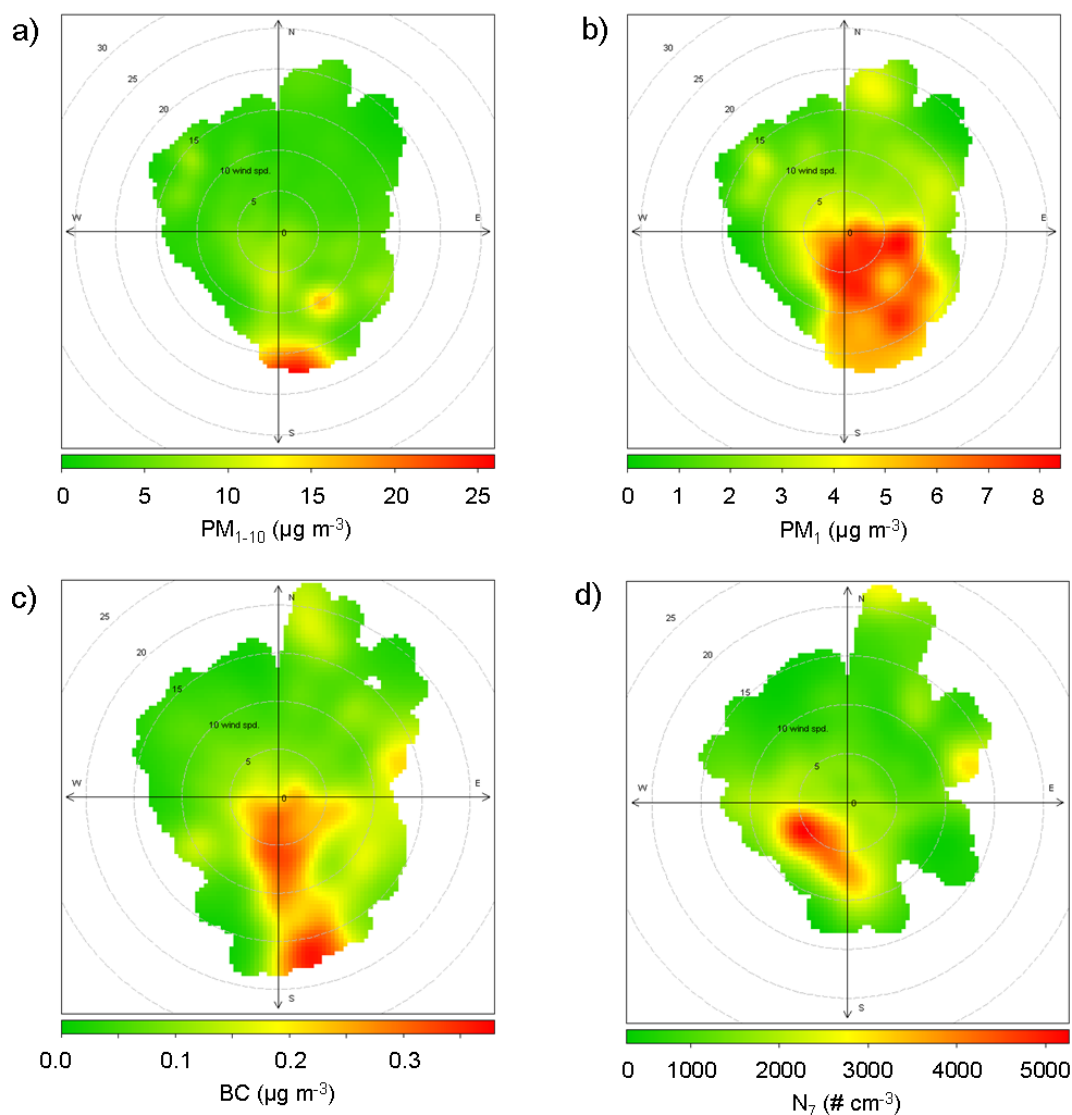 a)
N
30
25
20
15
10 wind spd.
5
W
E
0
S
0 5 10 15 20 25
PM1-10 (µg m-3)
b)
N
30
25
20
15
10 wind spd.
5
W
E
0
S
0 1 2 3 4 5 6 7 8
PM1 (µg m-3)
c)
N
25
20
15
10 wind spd.
5
W
E
0
S
0.0 0.1 0.2 0.3
BC (µg m-3)
d)
N
25
20
15
10 wind spd.
5
W
E
0
S
0 1000 2000 3000 4000 5000
N7 (# cm-3)